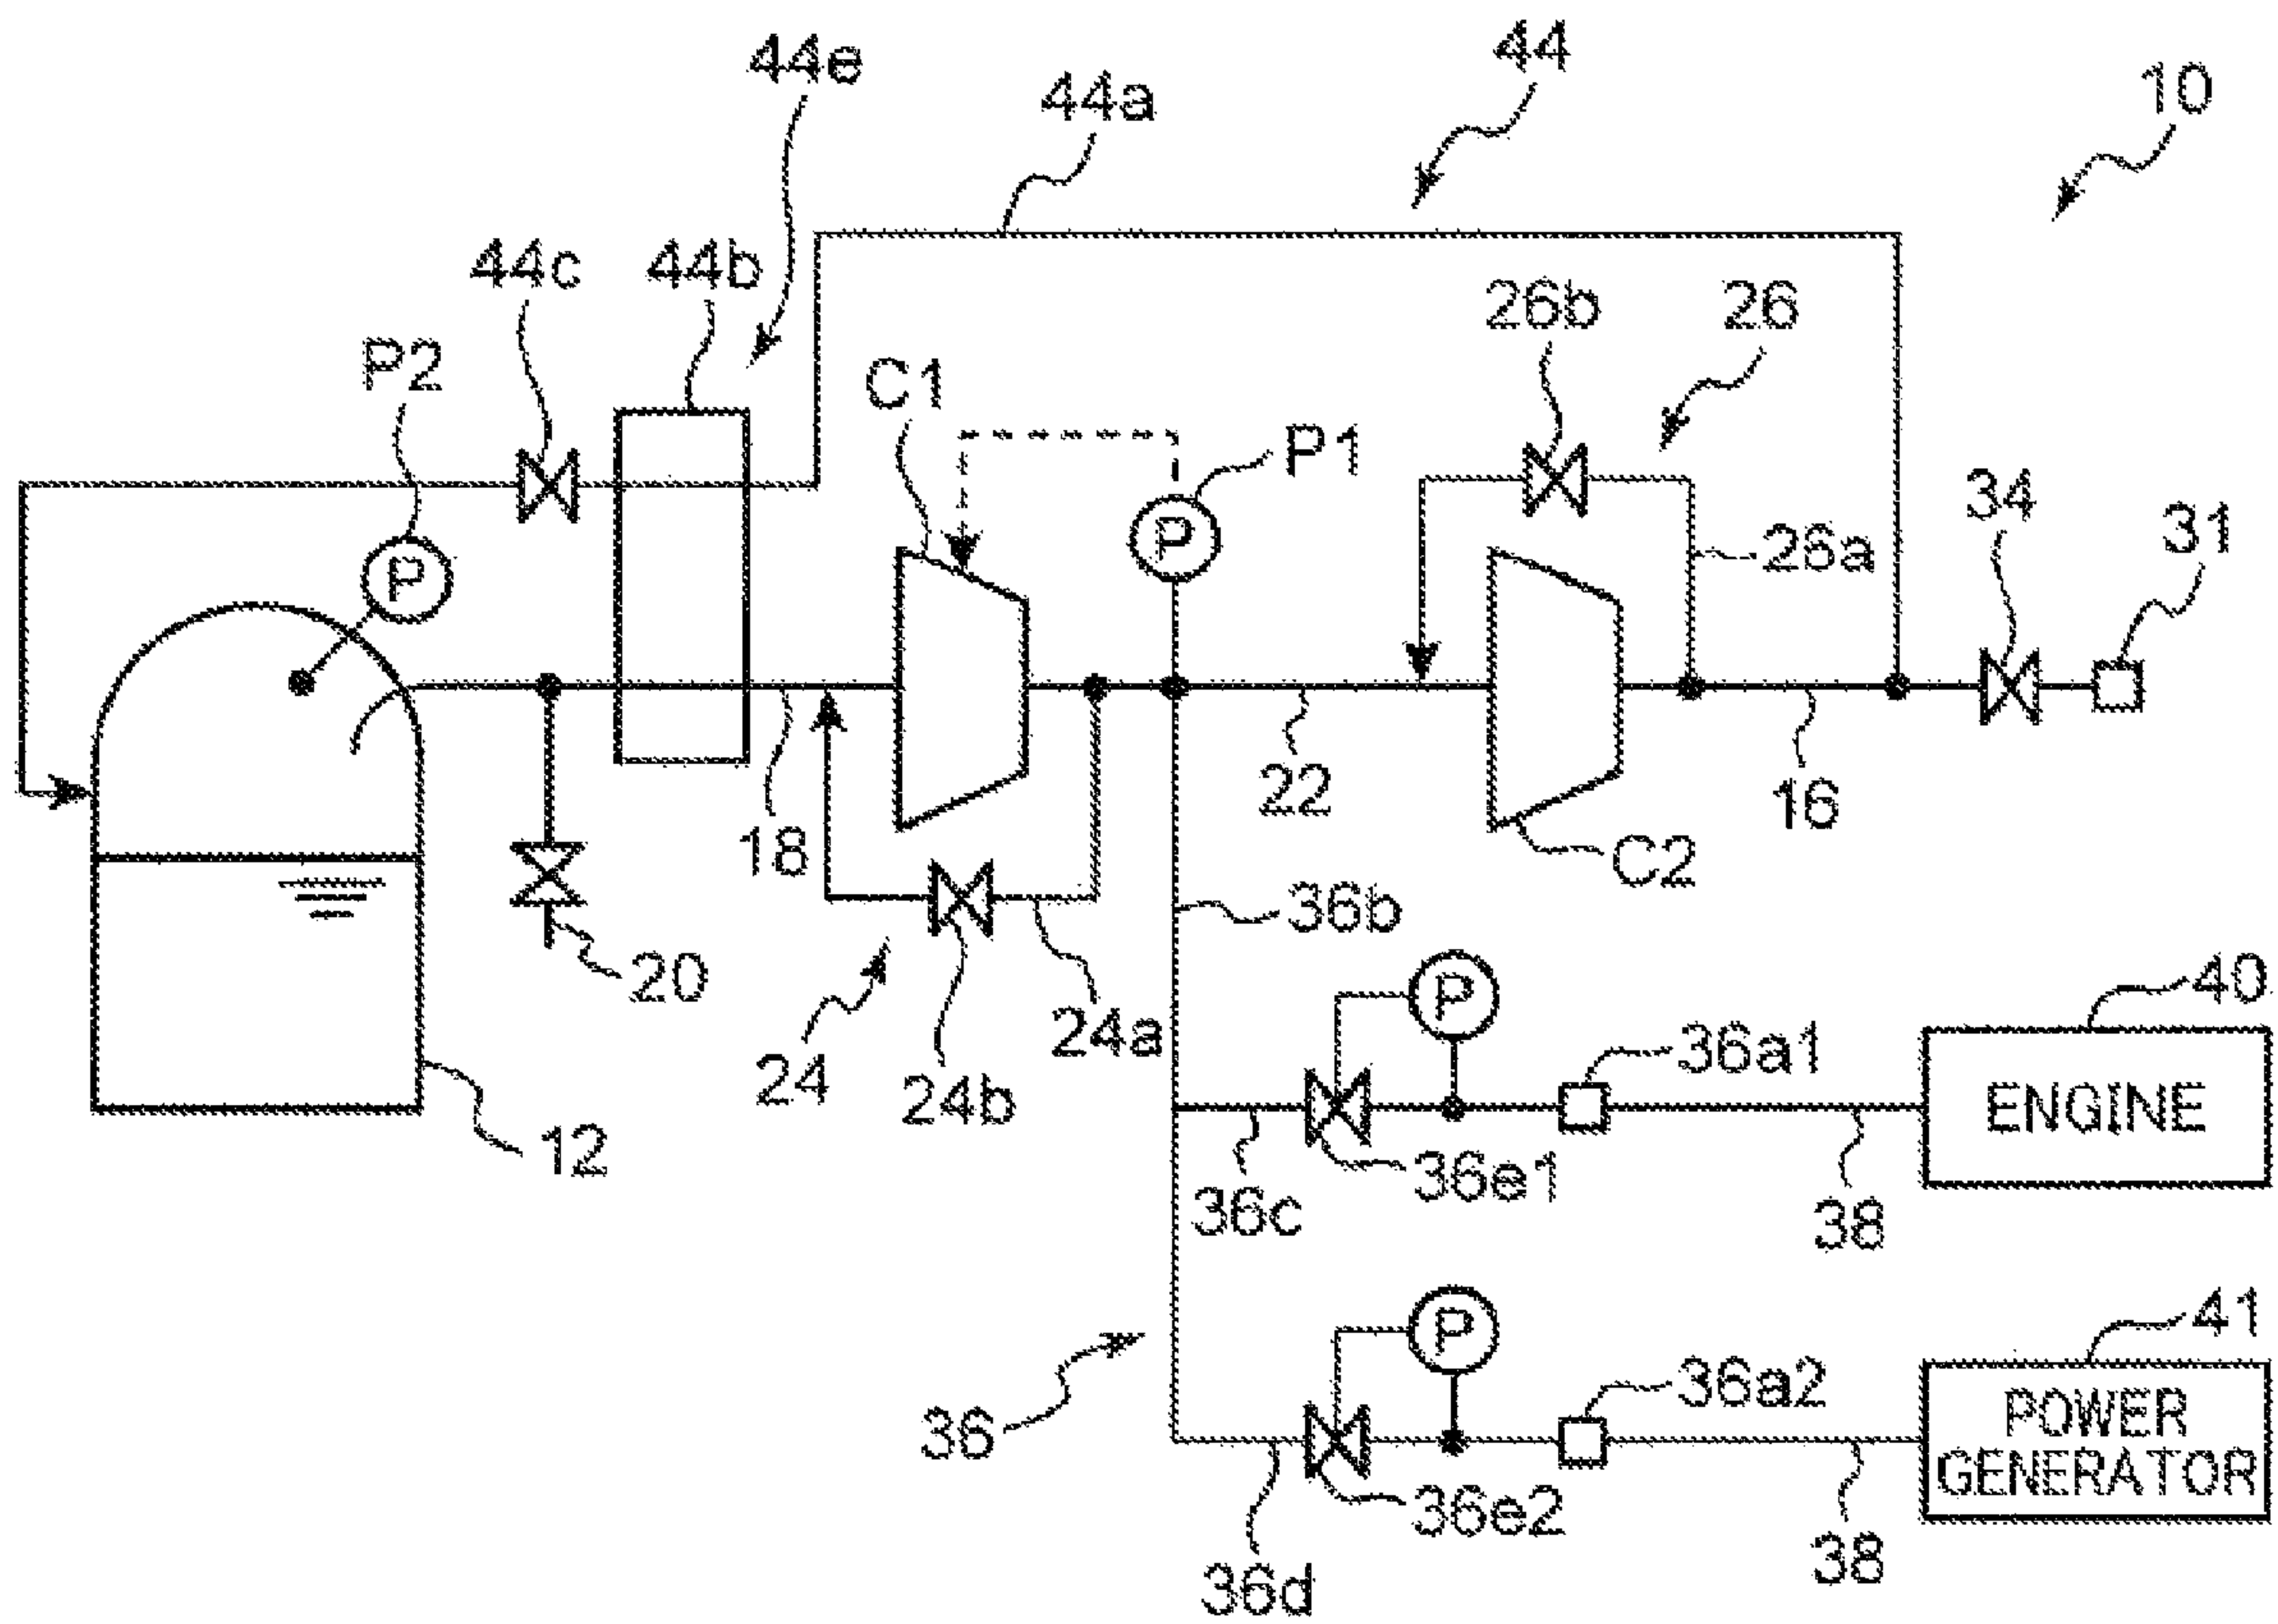 44e
44
44a
10
44c
44b
26b
26
P2
C1
P1
34
31
P
P
26a
22
16
18
C2
36b
20
P
40
24
24b
24a
36a1
ENGINE
12
36c
36e1
38
P
41
36
36a2
POWER
GENERATOR
36e2
36d
38